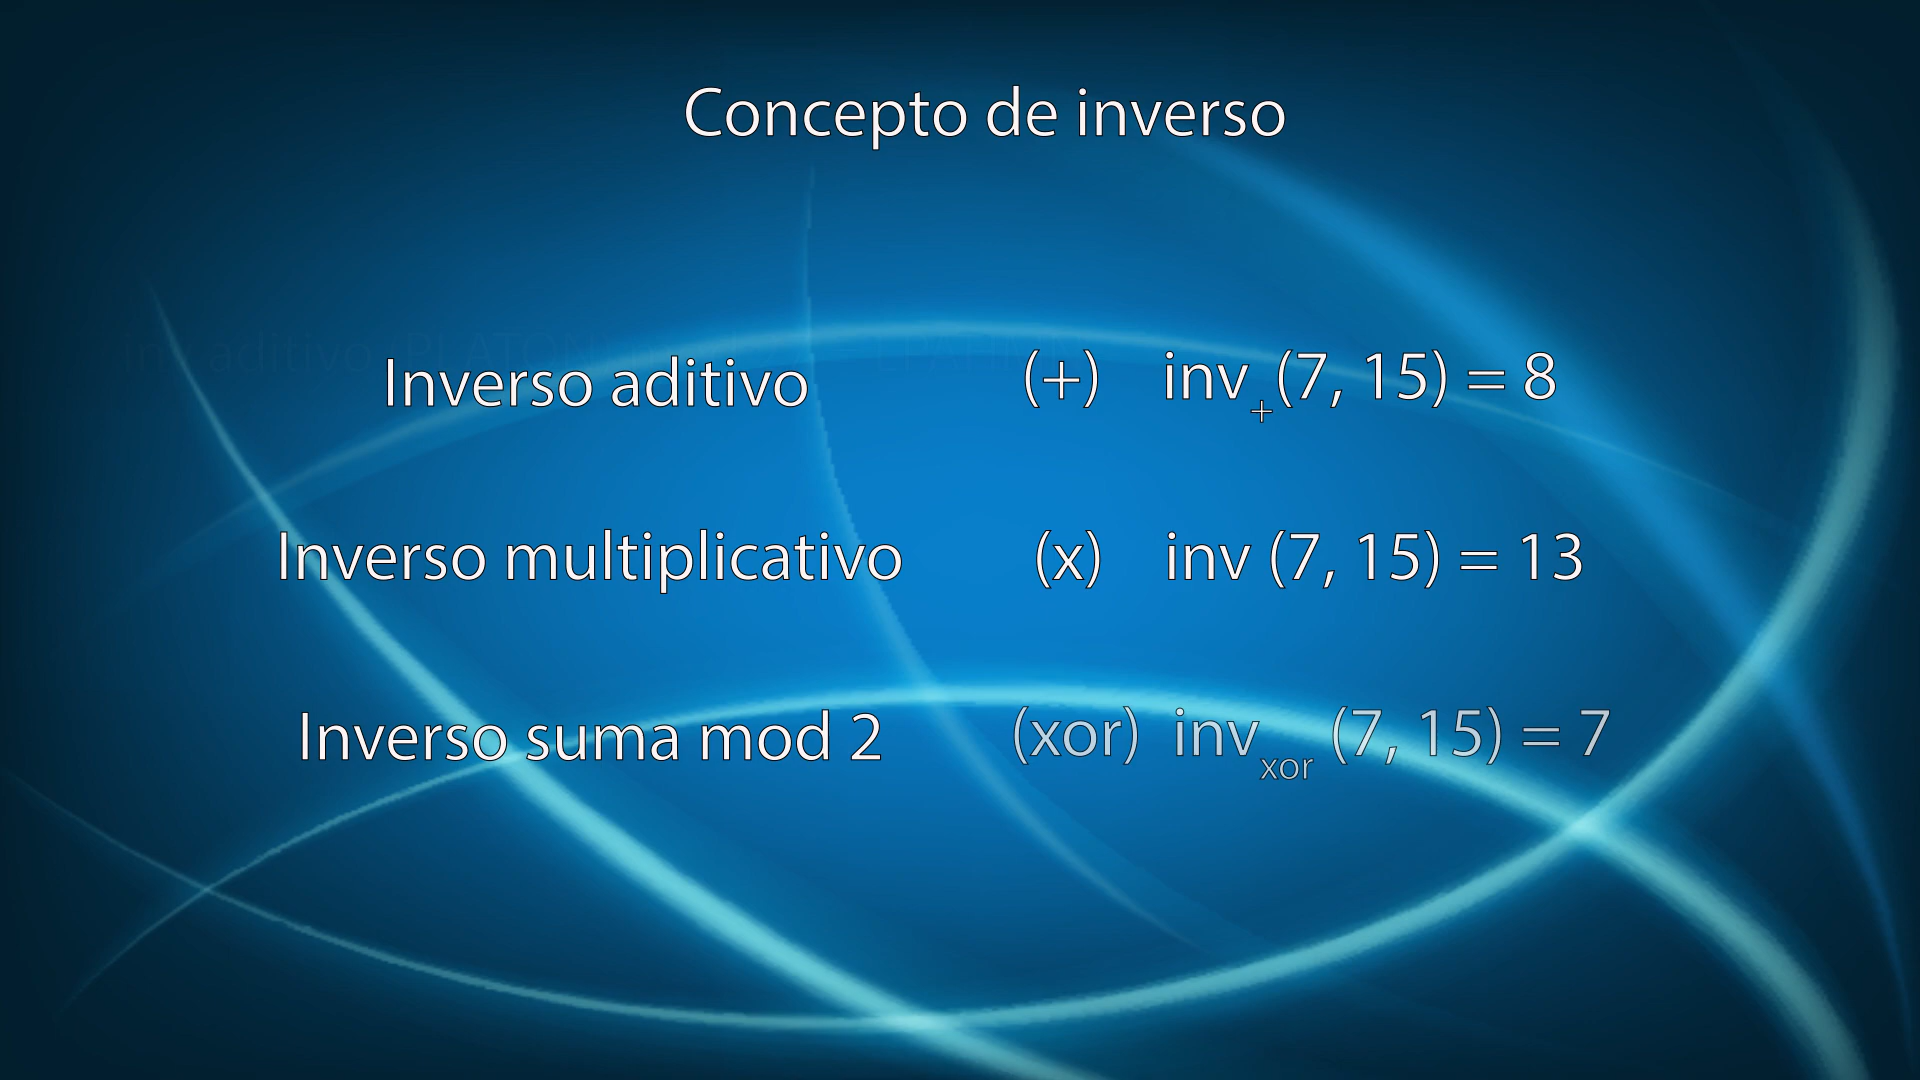 Concepto de inverso
Inverso aditivo (+) inv+(7, 15) = 8
Inverso multiplicativo (x) inv (7, 15) = 13
Inverso suma mod 2 (xor) invxor (7, 15) = 7